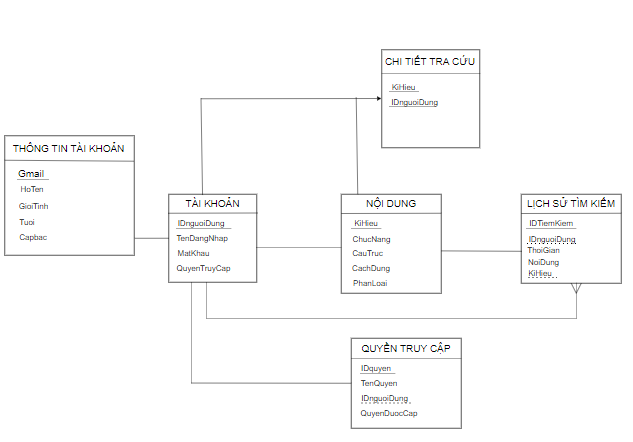 CHI TIẾT TRA CỨU
KiHieu
IDnguoiDung
THÔNG TIN TÀI KHOẢN
Gmail
HoTen
GioiTinh
Tuoi
Capbac
TÀI KHOẢN
IDnguoiDung
TenDangNhap
MatKhau
QuyenTruyCap
NỘI DUNG
KiHieu
ChucNang
CauTruc
CachDung
PhanLoai
LỊCH SỬ TÌM KIẾM
IDTiemKiem
IDnguoiDung
ThoiGian
NoiDung
KiHieu
QUYỀN TRUY CẬP
IDquyen
TenQuyen
IDnguoiDung
QuyenDuocCap